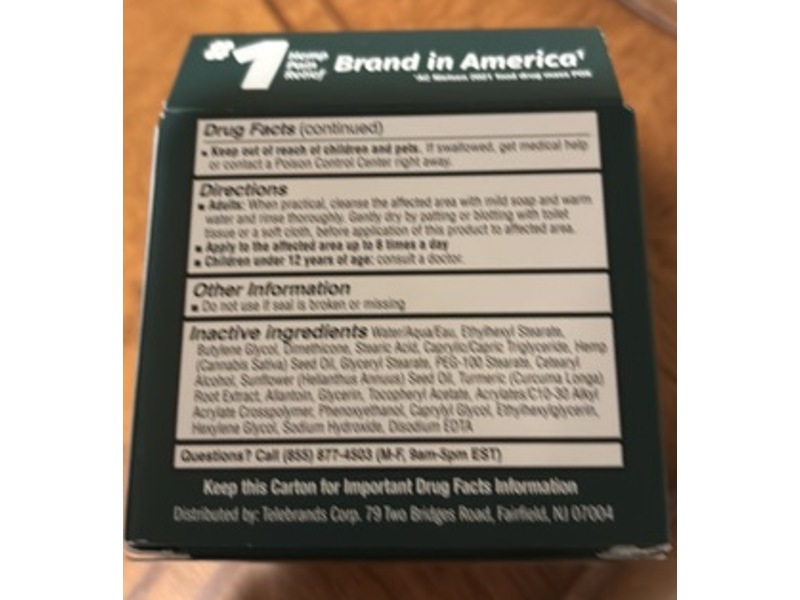 #1 Hemp Pain Relief Brand in America†
†AC Nielsen 2021 food drug mass POS
Drug Facts (continued)
▪ Keep out of reach of children and pets. If swallowed, get medical help
or contact a Poison Control Center right away.
Directions
▪ Adults: When practical, cleanse the affected area with mild soap and warm
water and rinse thoroughly. Gently dry by patting or blotting with toilet
tissue or a soft cloth, before application of this product to affected area.
▪ Apply to the affected area up to 8 times a day
▪ Children under 12 years of age: consult a doctor.
Other Information
▪ Do not use if seal is broken or missing
Inactive Ingredients Water/Aqua/Eau, Ethylhexyl Stearate,
Butylene Glycol, Dimethicone, Stearic Acid, Caprylic/Capric Triglyceride, Hemp
(Cannabis Sativa) Seed Oil, Glyceryl Stearate, PEG-100 Stearate, Cetearyl
Alcohol, Sunflower (Helianthus Annuus) Seed Oil, Turmeric (Curcuma Longa)
Root Extract, Allantoin, Glycerin, Tocopheryl Acetate, Acrylates/C10-30 Alkyl
Acrylate Crosspolymer, Phenoxyethanol, Caprylyl Glycol, Ethylhexylglycerin,
Hexylene Glycol, Sodium Hydroxide, Disodium EDTA
Questions? Call (855) 877-4503 (M-F, 9am-5pm EST)
Keep this Carton for Important Drug Facts Information
Distributed by: Telebrands Corp. 79 Two Bridges Road, Fairfield, NJ 07004